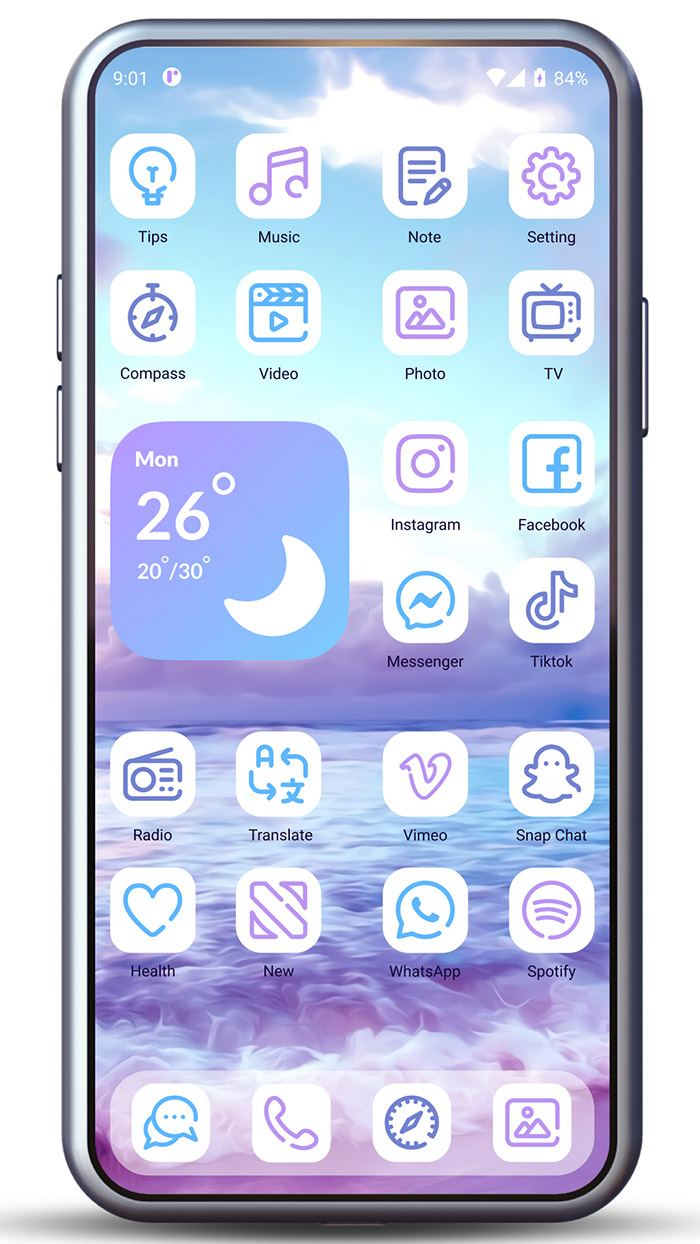 9:01
84%
Tips
Music
Note
Setting
Compass
Video
Photo
TV
Mon
26°
20°/30°
Instagram
Facebook
Messenger
Tiktok
A
文
Radio
Translate
Vimeo
Snap Chat
Health
New
WhatsApp
Spotify